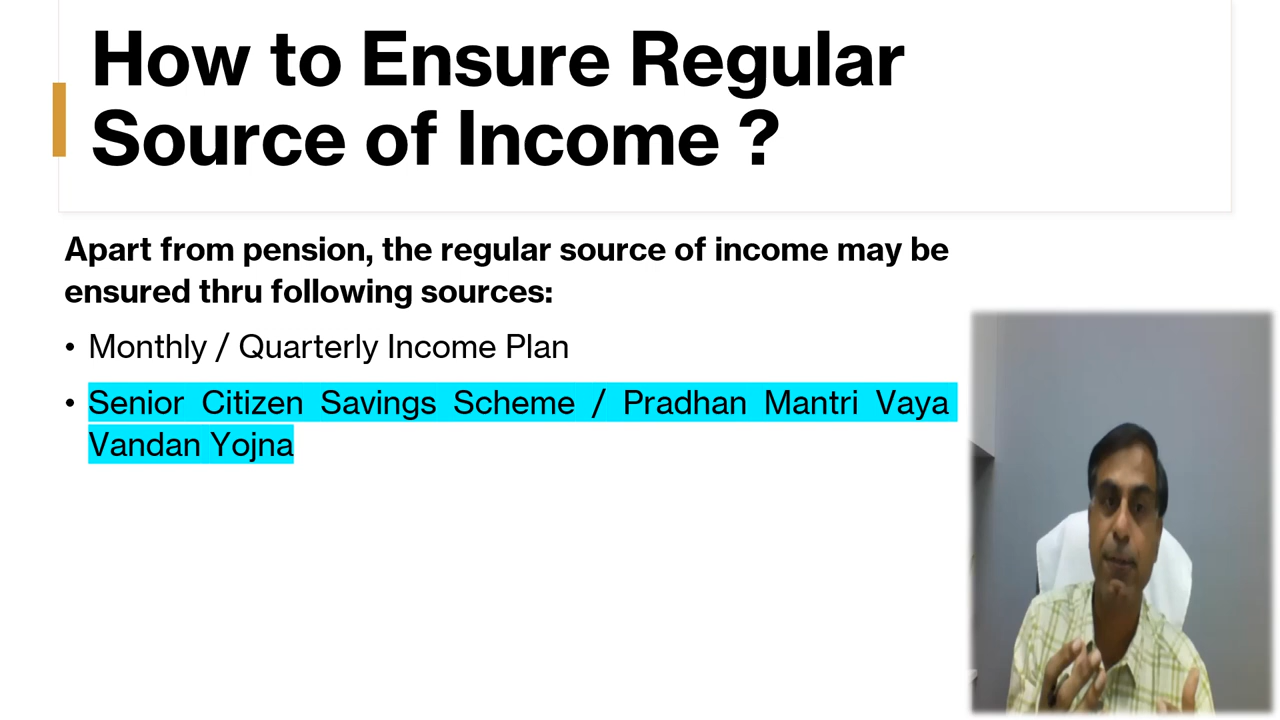 How to Ensure Regular
Source of Income ?
Apart from pension, the regular source of income may be
ensured thru following sources:
• Monthly / Quarterly Income Plan
• Senior Citizen Savings Scheme / Pradhan Mantri Vaya
Vandan Yojna